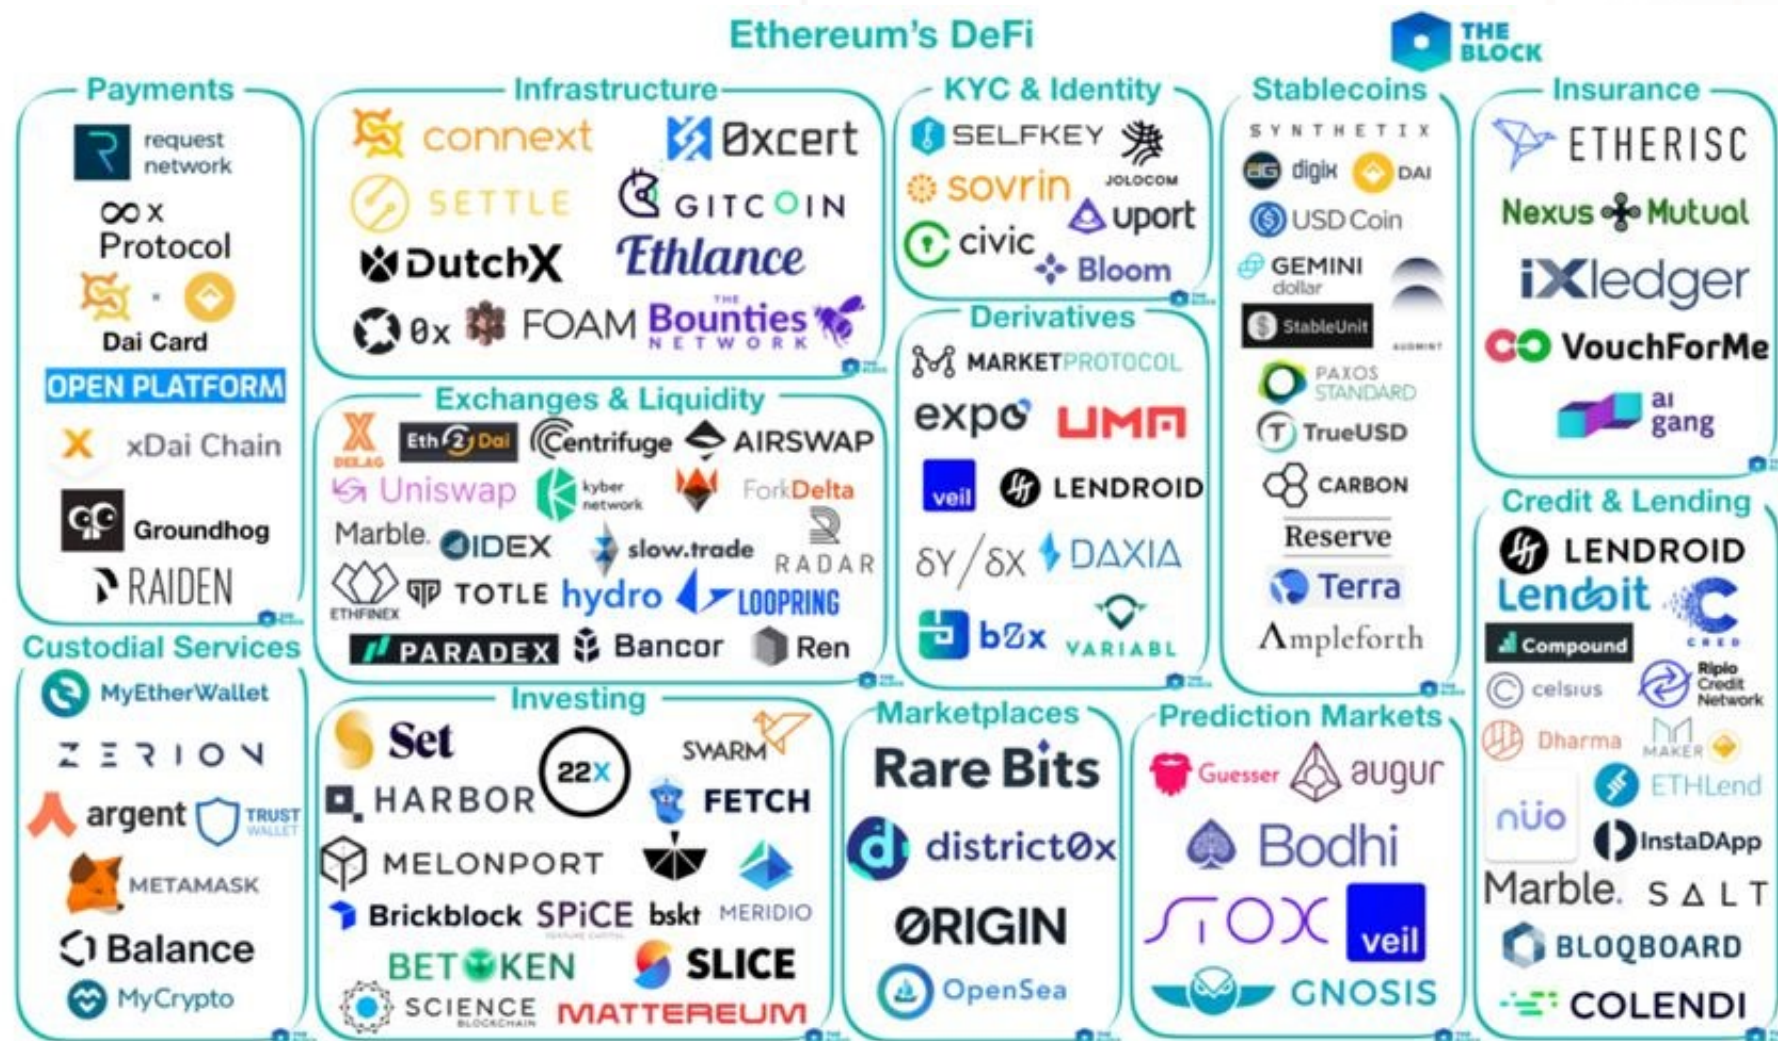 Ethereum's DeFi
THE
BLOCK
Payments
request
network
X
Protocol
Dai Card
OPEN PLATFORM
xDai Chain
Groundhog
RAIDEN
Infrastructure
connext
0xcert
SETTLE
GITCOIN
DutchX
Ethlance
0x
FOAM
THE
Bounties
NETWORK
KYC & Identity
SELFKEY
JOLOCOM
sovrin
uport
civic
Bloom
Stablecoins
SYNTHETIX
digix
DAI
USD Coin
GEMINI
dollar
StableUnit
AUGMINT
PAXOS
STANDARD
TrueUSD
CARBON
Reserve
Terra
Ampleforth
Insurance
ETHERISC
Nexus Mutual
iXledger
VouchForMe
ai
gang
Exchanges & Liquidity
DEX.AG
Eth2Dai
Centrifuge
AIRSWAP
Uniswap
kyber
network
ForkDelta
Marble.
IDEX
slow.trade
RADAR
ETHFINEX
TOTLE
hydro
LOOPRING
PARADEX
Bancor
Ren
Derivatives
MARKETPROTOCOL
expo
UMA
veil
LENDROID
δY/δX
DAXIA
b0x
VARIABL
Credit & Lending
LENDROID
Lendoit
CRED
Compound
celsius
Ripio
Credit
Network
Dharma
MAKER
nüo
ETHLend
InstaDApp
Marble.
SALT
BLOQBOARD
COLENDI
Custodial Services
MyEtherWallet
ZERION
argent
TRUST
WALLET
METAMASK
Balance
MyCrypto
Investing
Set
22X
SWARM
HARBOR
FETCH
MELONPORT
Brickblock
SPiCE
bskt
MERIDIO
BETOKEN
SLICE
SCIENCE
BLOCKCHAIN
MATTEREUM
Marketplaces
Rare Bits
district0x
ORIGIN
OpenSea
Prediction Markets
Guesser
augur
Bodhi
STOX
veil
GNOSIS